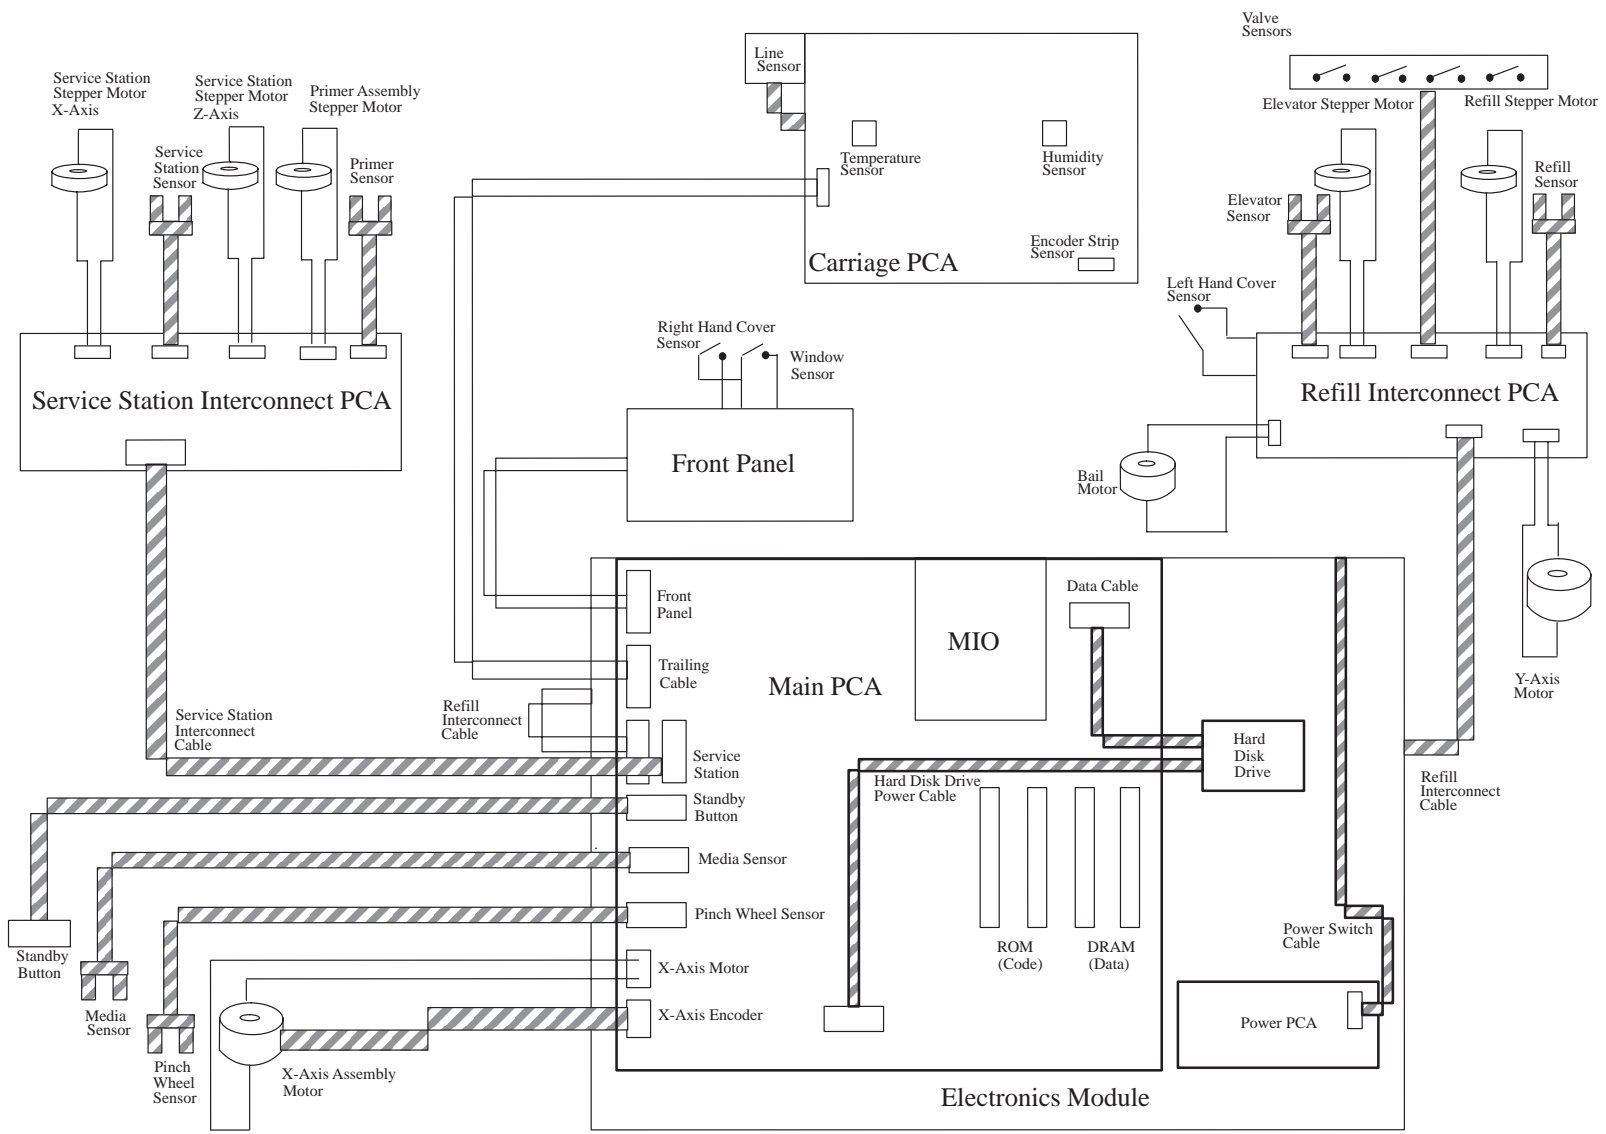 Valve
Sensors
Line
Sensor
Service Station
Stepper Motor
X-Axis
Service Station
Stepper Motor
Z-Axis
Primer Assembly
Stepper Motor
Elevator Stepper Motor
Refill Stepper Motor
Service
Station
Sensor
Primer
Sensor
Temperature
Sensor
Humidity
Sensor
Refill
Sensor
Elevator
Sensor
Encoder Strip
Sensor
Carriage PCA
Left Hand Cover
Sensor
Right Hand Cover
Sensor
Window
Sensor
Service Station Interconnect PCA
Refill Interconnect PCA
Front Panel
Bail
Motor
Front
Panel
Data Cable
MIO
Trailing
Cable
Main PCA
Y-Axis
Motor
Refill
Interconnect
Cable
Service Station
Interconnect
Cable
Service
Station
Hard
Disk
Drive
Hard Disk Drive
Power Cable
Refill
Interconnect
Cable
Standby
Button
Media Sensor
Pinch Wheel Sensor
Power Switch
Cable
ROM
(Code)
DRAM
(Data)
Standby
Button
X-Axis Motor
Media
Sensor
X-Axis Encoder
Power PCA
Pinch
Wheel
Sensor
X-Axis Assembly
Motor
Electronics Module